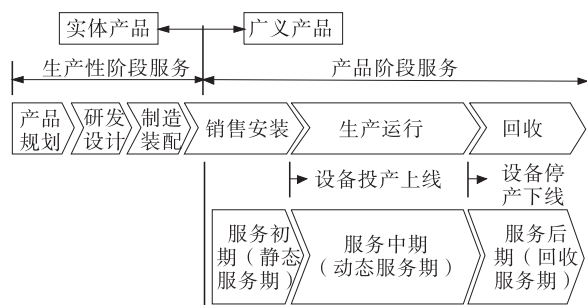 实体产品
广义产品
生产性阶段服务
产品阶段服务
产品
规划
研发
设计
制造
装配
销售安装
生产运行
回收
设备投产上线
设备停
产下线
服务初
期(静态
服务期)
服务中期
(动态服务期)
服务后
期(回收
服务期)